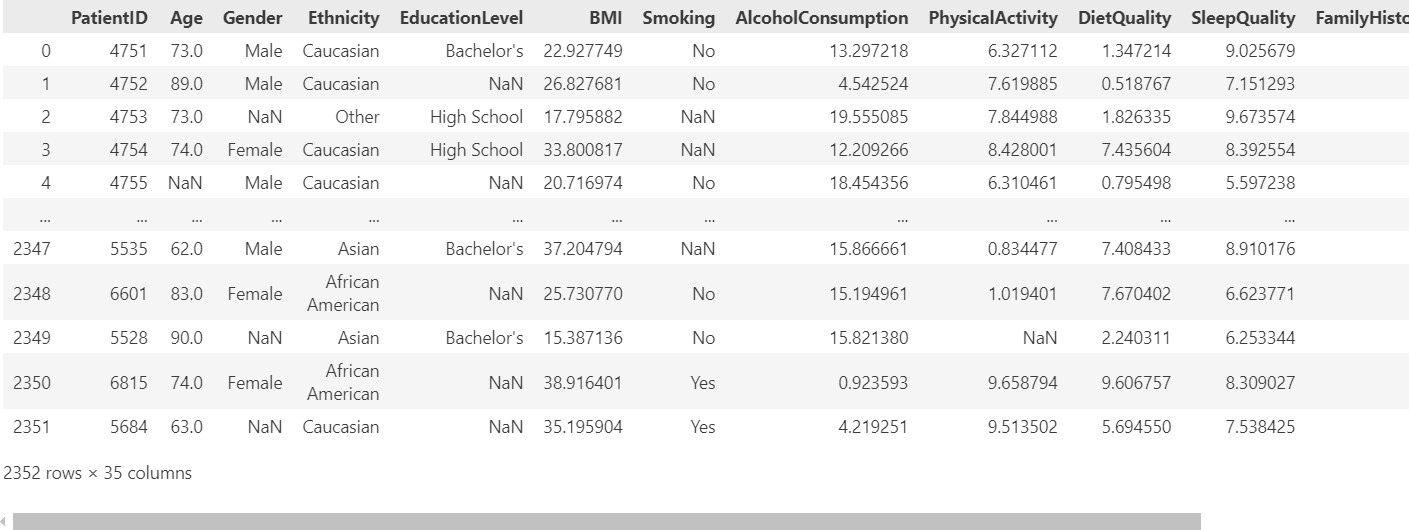 PatientID Age Gender Ethnicity EducationLevel BMI Smoking AlcoholConsumption PhysicalActivity DietQuality SleepQuality FamilyHisto
0 4751 73.0 Male Caucasian Bachelor's 22.927749 No 13.297218 6.327112 1.347214 9.025679
1 4752 89.0 Male Caucasian NaN 26.827681 No 4.542524 7.619885 0.518767 7.151293
2 4753 73.0 NaN Other High School 17.795882 NaN 19.555085 7.844988 1.826335 9.673574
3 4754 74.0 Female Caucasian High School 33.800817 NaN 12.209266 8.428001 7.435604 8.392554
4 4755 NaN Male Caucasian NaN 20.716974 No 18.454356 6.310461 0.795498 5.597238
... ... ... ... ... ... ... ... ... ... ... ...
2347 5535 62.0 Male Asian Bachelor's 37.204794 NaN 15.866661 0.834477 7.408433 8.910176
2348 6601 83.0 Female African American NaN 25.730770 No 15.194961 1.019401 7.670402 6.623771
2349 5528 90.0 NaN Asian Bachelor's 15.387136 No 15.821380 NaN 2.240311 6.253344
2350 6815 74.0 Female African American NaN 38.916401 Yes 0.923593 9.658794 9.606757 8.309027
2351 5684 63.0 NaN Caucasian NaN 35.195904 Yes 4.219251 9.513502 5.694550 7.538425
2352 rows × 35 columns